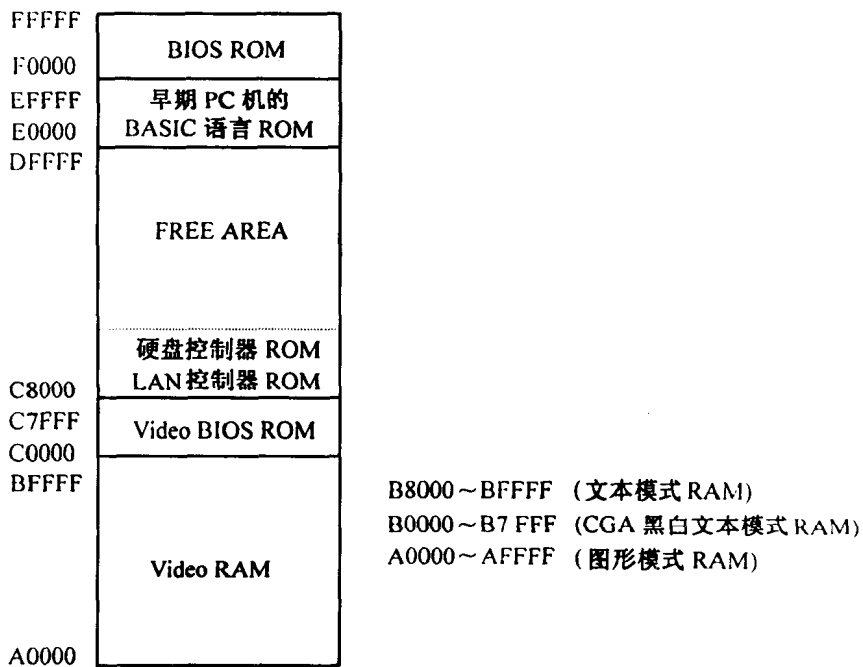 FFFFF
BIOS ROM
F0000
EFFFF
早期 PC 机的
E0000
BASIC 语言 ROM
DFFFF
FREE AREA
硬盘控制器 ROM
LAN 控制器 ROM
C8000
C7FFF
Video BIOS ROM
C0000
BFFFF
B8000~BFFFF (文本模式 RAM)
B0000~B7 FFF (CGA 黑白文本模式 RAM)
A0000~AFFFF (图形模式 RAM)
Video RAM
A0000